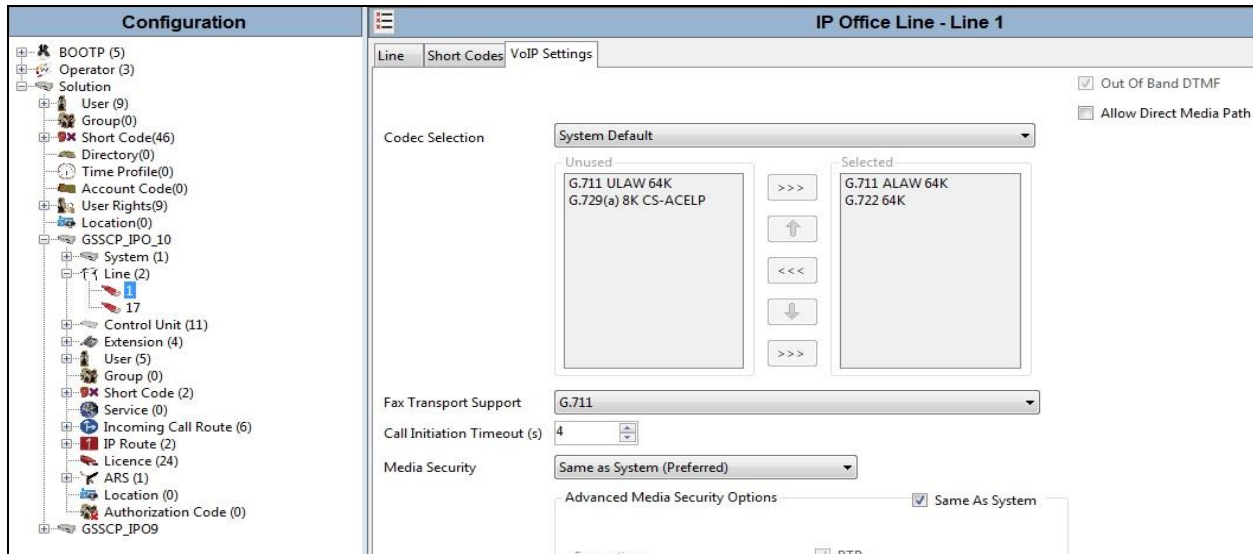 Configuration
BOOTP (5)
Operator (3)
Solution
User (9)
Group(0)
Short Code(46)
Directory(0)
Time Profile(0)
Account Code(0)
User Rights(9)
Location(0)
GSSCP_IPO_10
System (1)
Line (2)
1
17
Control Unit (11)
Extension (4)
User (5)
Group (0)
Short Code (2)
Service (0)
Incoming Call Route (6)
IP Route (2)
Licence (24)
ARS (1)
Location (0)
Authorization Code (0)
GSSCP_IPO9
IP Office Line - Line 1
Line Short Codes VoIP Settings
Out Of Band DTMF
Allow Direct Media Path
Codec Selection System Default
Unused Selected
G.711 ULAW 64K >>> G.711 ALAW 64K
G.729(a) 8K CS-ACELP G.722 64K
<<<
>>>
Fax Transport Support G.711
Call Initiation Timeout (s) 4
Media Security Same as System (Preferred)
Advanced Media Security Options Same As System